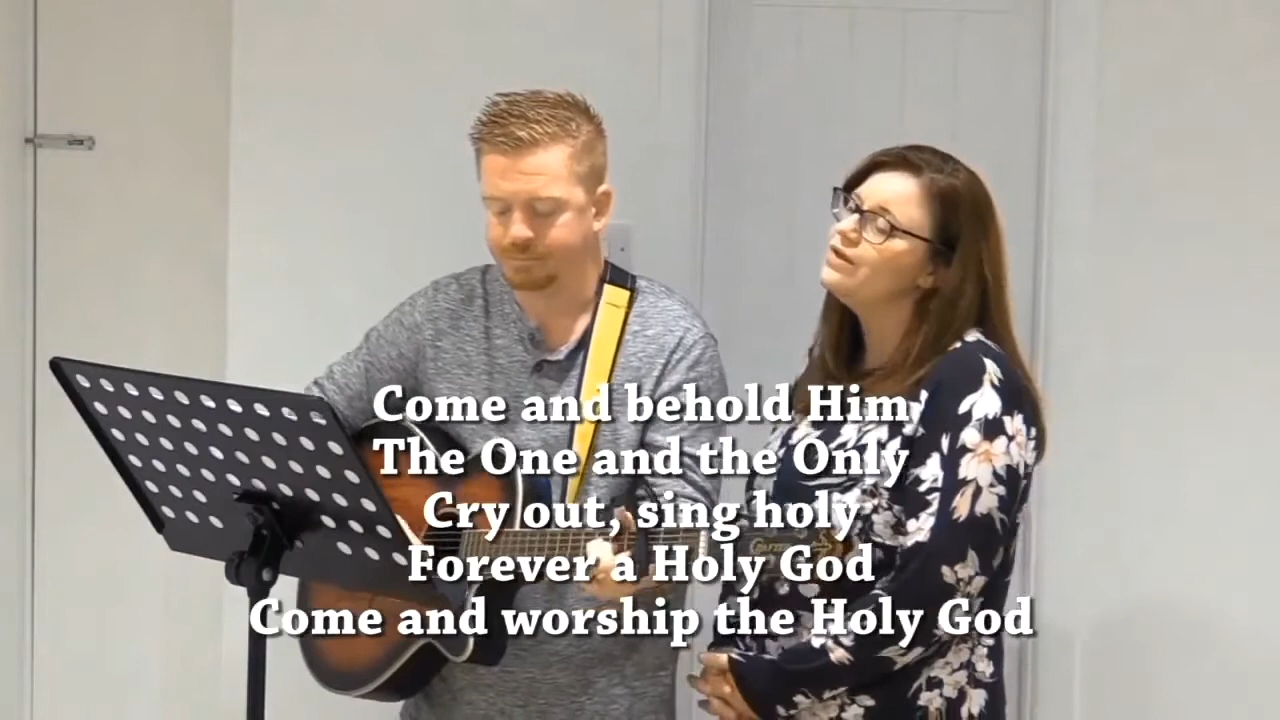 Come and behold Him
The One and the Only
Cry out, sing holy
Forever a Holy God
Come and worship the Holy God